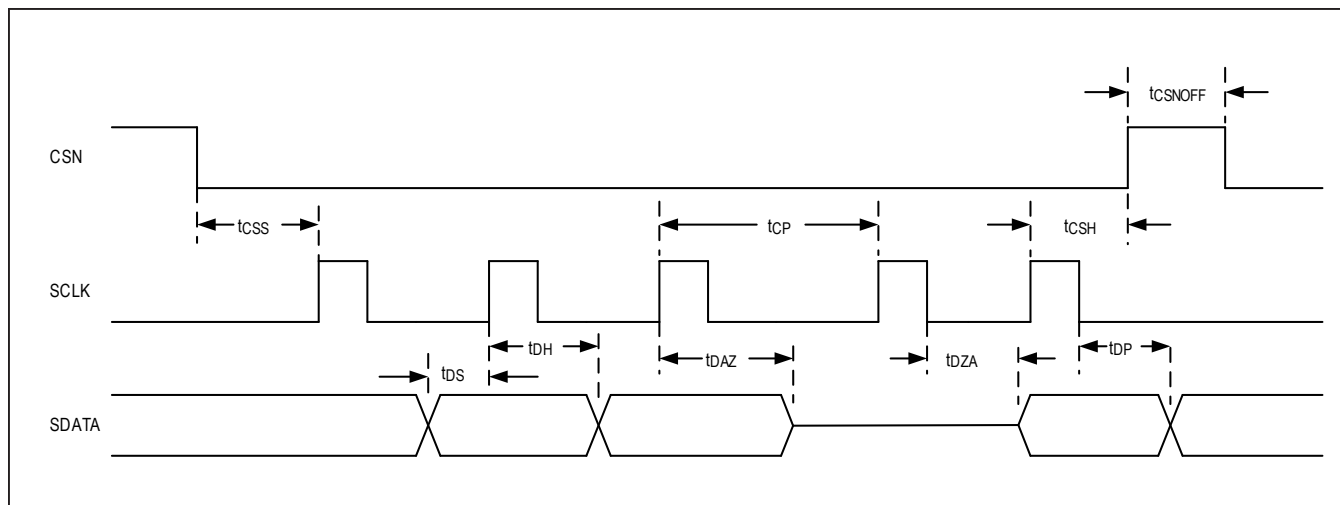 tCSNOFF
CSN
tCSS
tCP
tCSH
SCLK
tDH
tDS
tDAZ
tDZA
tDP
SDATA